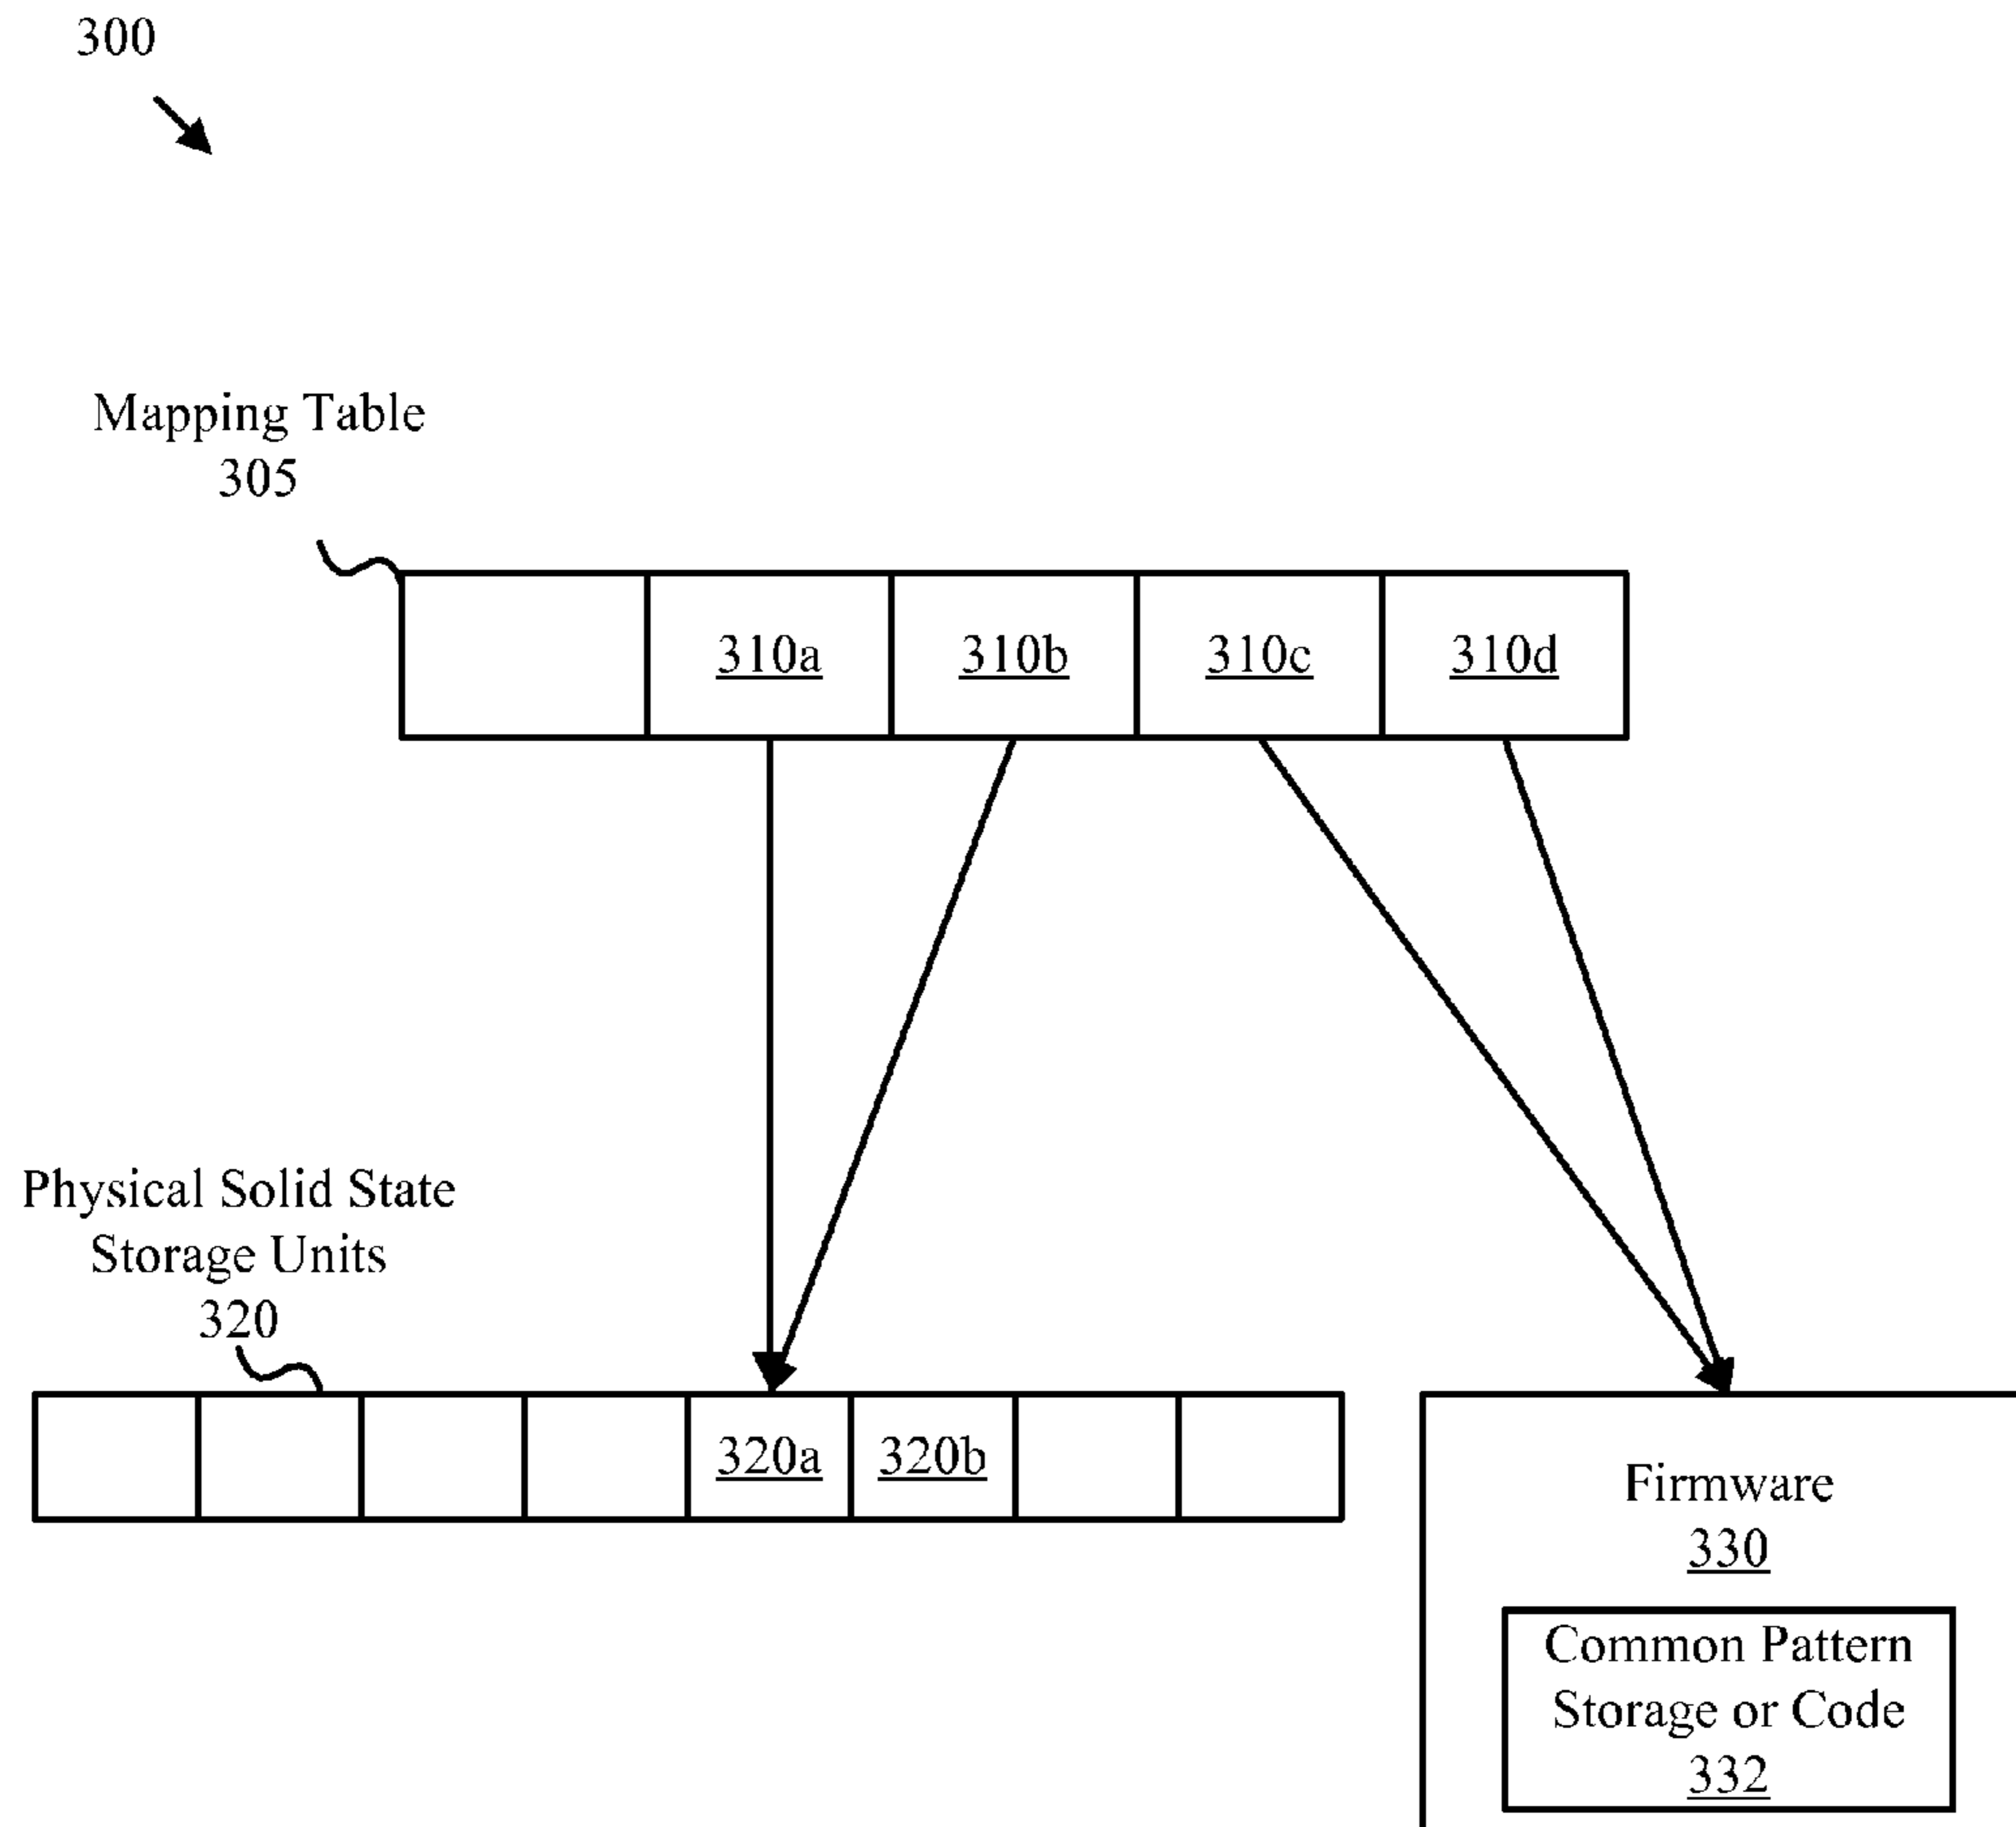 300
Mapping Table
305
310a
310b
310c
310d
Physical Solid State
Storage Units
320
320a
320b
Firmware
330
Common Pattern
Storage or Code
332